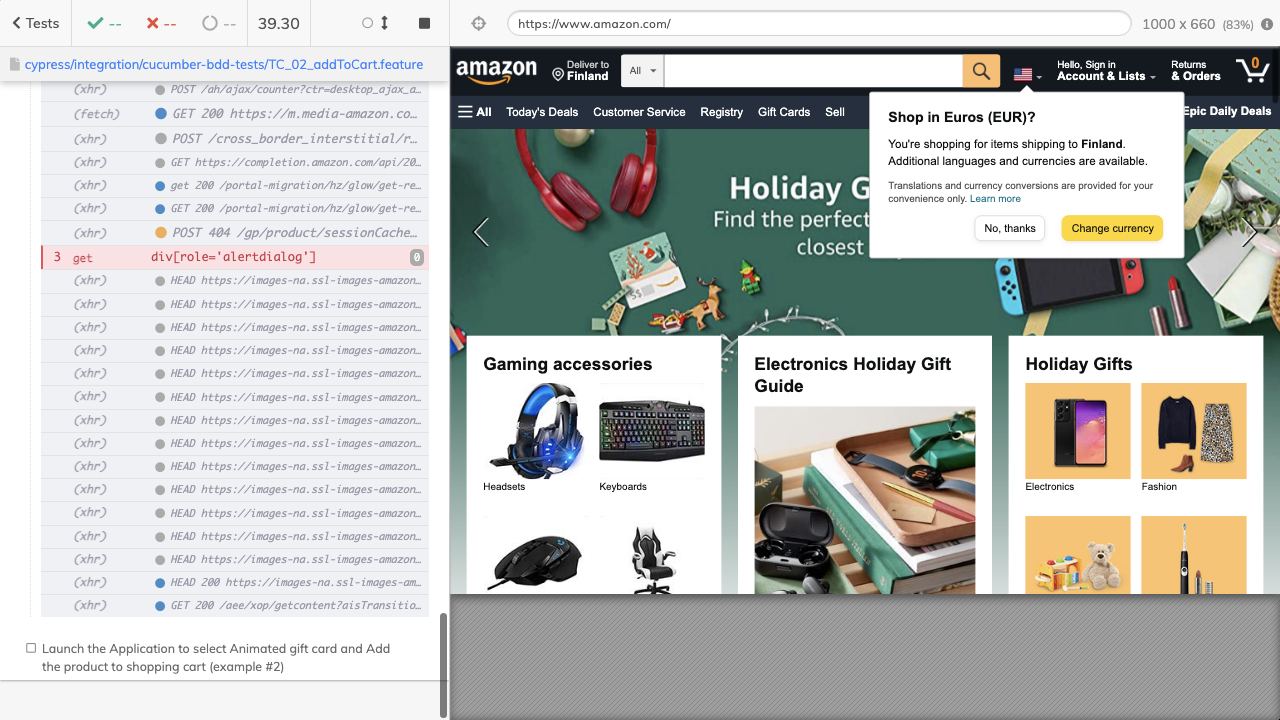 Tests
--
--
--
39.30
https://www.amazon.com/
1000 x 660 (83%)
cypress/integration/cucumber-bdd-tests/TC_02_addToCart.feature
(xhr) POST /ah/ajax/counter?ctr=desktop_ajax_a…
(fetch) GET 200 https://m.media-amazon.co…
(xhr) POST /cross_border_interstitial/r…
(xhr) GET https://completion.amazon.com/api/20…
(xhr) get 200 /portal-migration/hz/glow/get-re…
(xhr) GET 200 /portal-migration/hz/glow/get-re…
(xhr) POST 404 /gp/product/sessionCache…
3 get div[role='alertdialog'] 0
(xhr) HEAD https://images-na.ssl-images-amazon…
(xhr) HEAD https://images-na.ssl-images-amazon…
(xhr) HEAD https://images-na.ssl-images-amazon…
(xhr) HEAD https://images-na.ssl-images-amazon…
(xhr) HEAD https://images-na.ssl-images-amazon…
(xhr) HEAD https://images-na.ssl-images-amazon…
(xhr) HEAD https://images-na.ssl-images-amazon…
(xhr) HEAD https://images-na.ssl-images-amazon…
(xhr) HEAD https://images-na.ssl-images-amazon…
(xhr) HEAD https://images-na.ssl-images-amazon…
(xhr) HEAD https://images-na.ssl-images-amazon…
(xhr) HEAD https://images-na.ssl-images-amazon…
(xhr) HEAD https://images-na.ssl-images-amazon…
(xhr) HEAD 200 https://images-na.ssl-images-am…
(xhr) GET 200 /oee/xop/getcontent?aisTransitio…
Launch the Application to select Animated gift card and Add
the product to shopping cart (example #2)
amazon
Deliver to
Finland
All
Hello, Sign in
Account & Lists
Returns
& Orders
0
All Today's Deals Customer Service Registry Gift Cards Sell
Epic Daily Deals
Shop in Euros (EUR)?
You're shopping for items shipping to Finland.
Additional languages and currencies are available.
Translations and currency conversions are provided for your
convenience only. Learn more
No, thanks Change currency
Holiday G
Find the perfec
closest
Gaming accessories
Headsets Keyboards
Electronics Holiday Gift
Guide
Holiday Gifts
Electronics Fashion